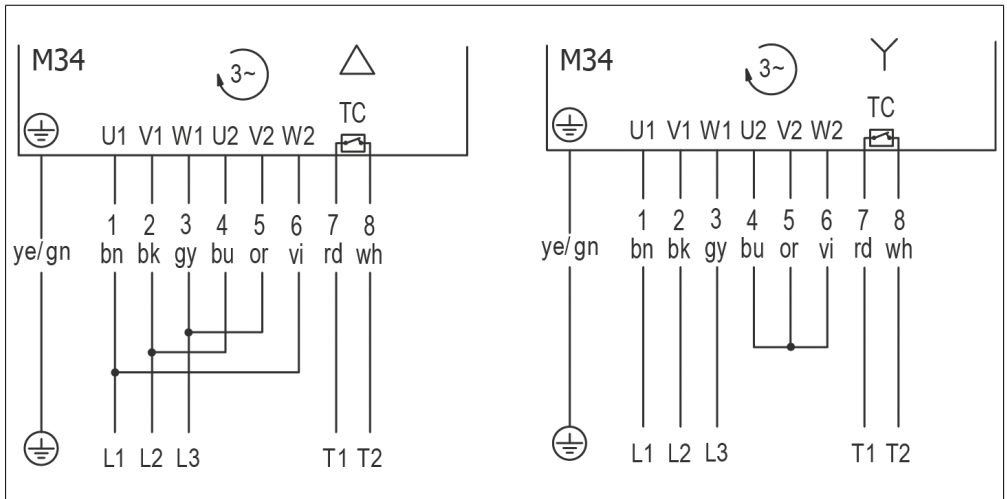 M34
3~
TC
U1 V1 W1 U2 V2 W2
1 2 3 4 5 6 7 8
ye/gn bn bk gy bu or vi rd wh
L1 L2 L3 T1 T2
M34
3~
TC
U1 V1 W1 U2 V2 W2
1 2 3 4 5 6 7 8
ye/gn bn bk gy bu or vi rd wh
L1 L2 L3 T1 T2